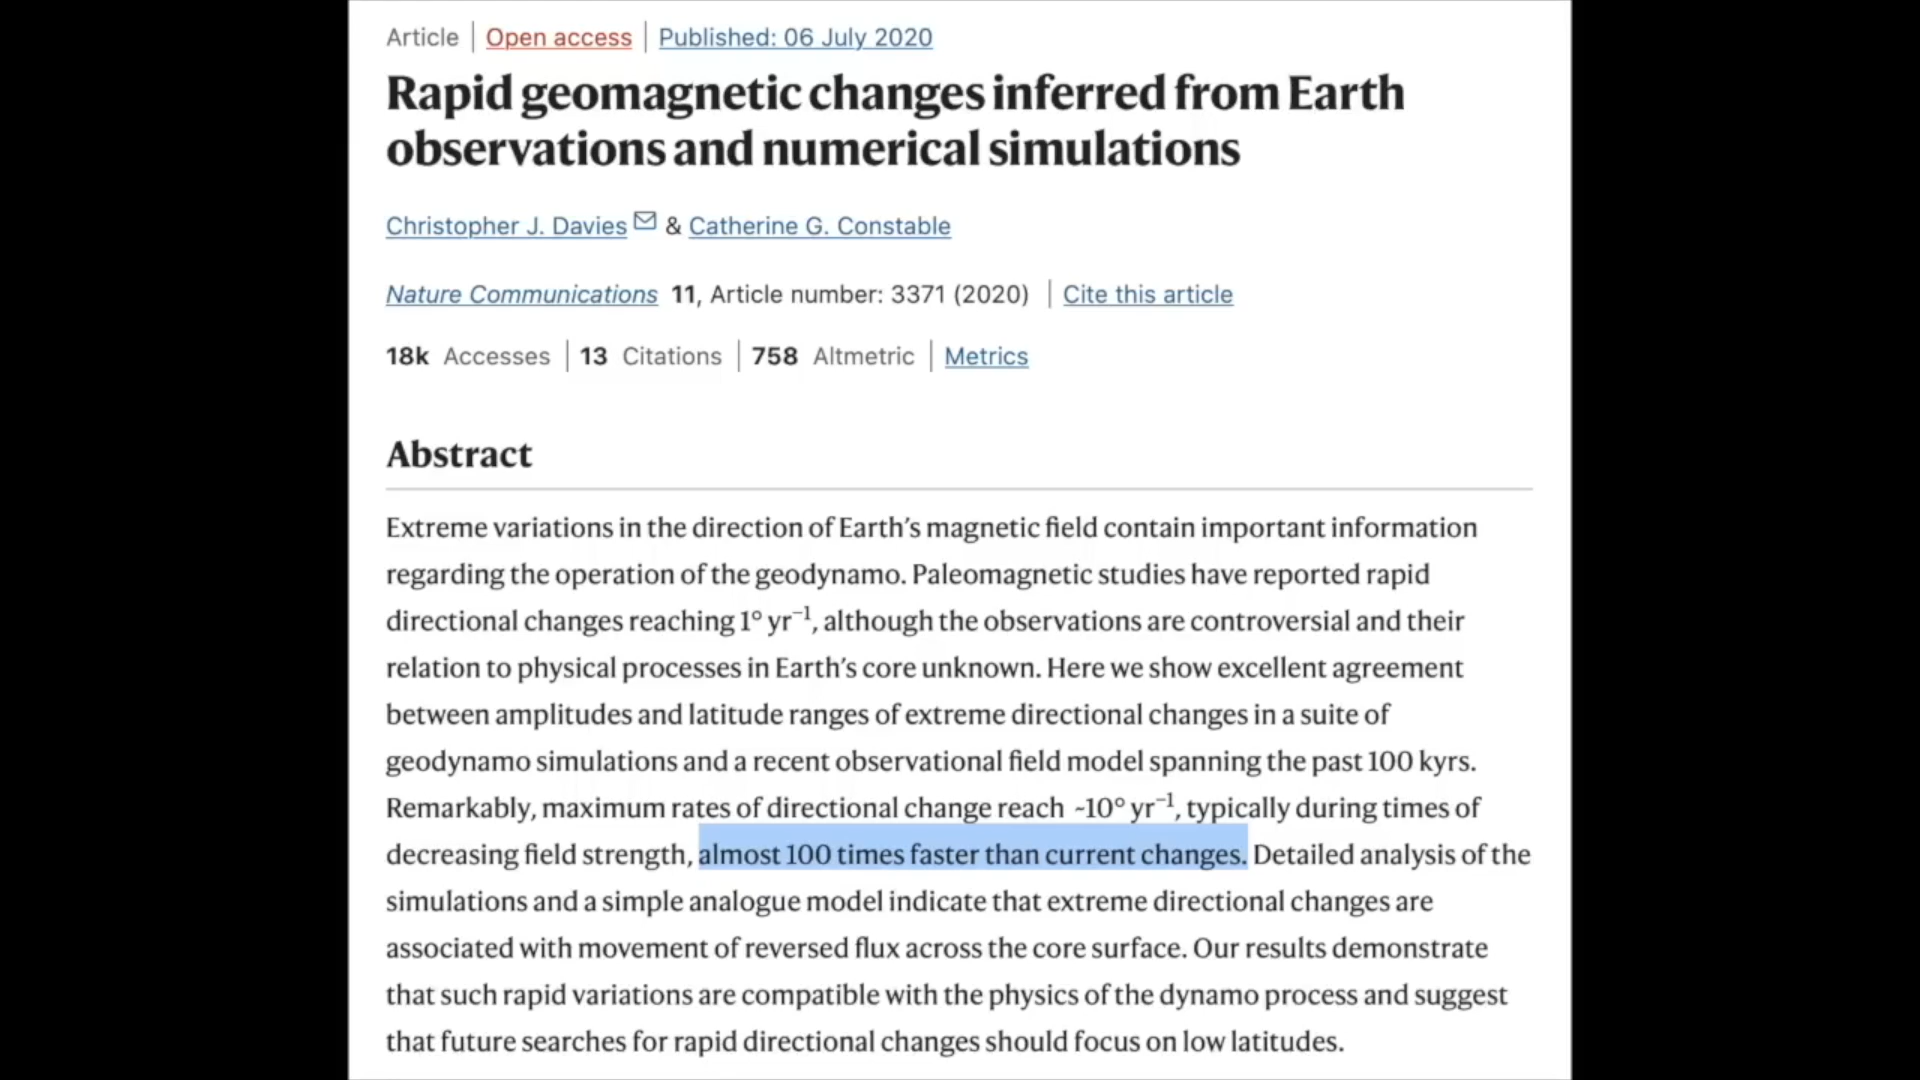 Article | Open access | Published: 06 July 2020
Rapid geomagnetic changes inferred from Earth
observations and numerical simulations
Christopher J. Davies & Catherine G. Constable
Nature Communications 11, Article number: 3371 (2020) | Cite this article
18k Accesses | 13 Citations | 758 Altmetric | Metrics
Abstract
Extreme variations in the direction of Earth’s magnetic field contain important information
regarding the operation of the geodynamo. Paleomagnetic studies have reported rapid
directional changes reaching 1° yr⁻¹, although the observations are controversial and their
relation to physical processes in Earth’s core unknown. Here we show excellent agreement
between amplitudes and latitude ranges of extreme directional changes in a suite of
geodynamo simulations and a recent observational field model spanning the past 100 kyrs.
Remarkably, maximum rates of directional change reach ~10° yr⁻¹, typically during times of
decreasing field strength, almost 100 times faster than current changes. Detailed analysis of the
simulations and a simple analogue model indicate that extreme directional changes are
associated with movement of reversed flux across the core surface. Our results demonstrate
that such rapid variations are compatible with the physics of the dynamo process and suggest
that future searches for rapid directional changes should focus on low latitudes.